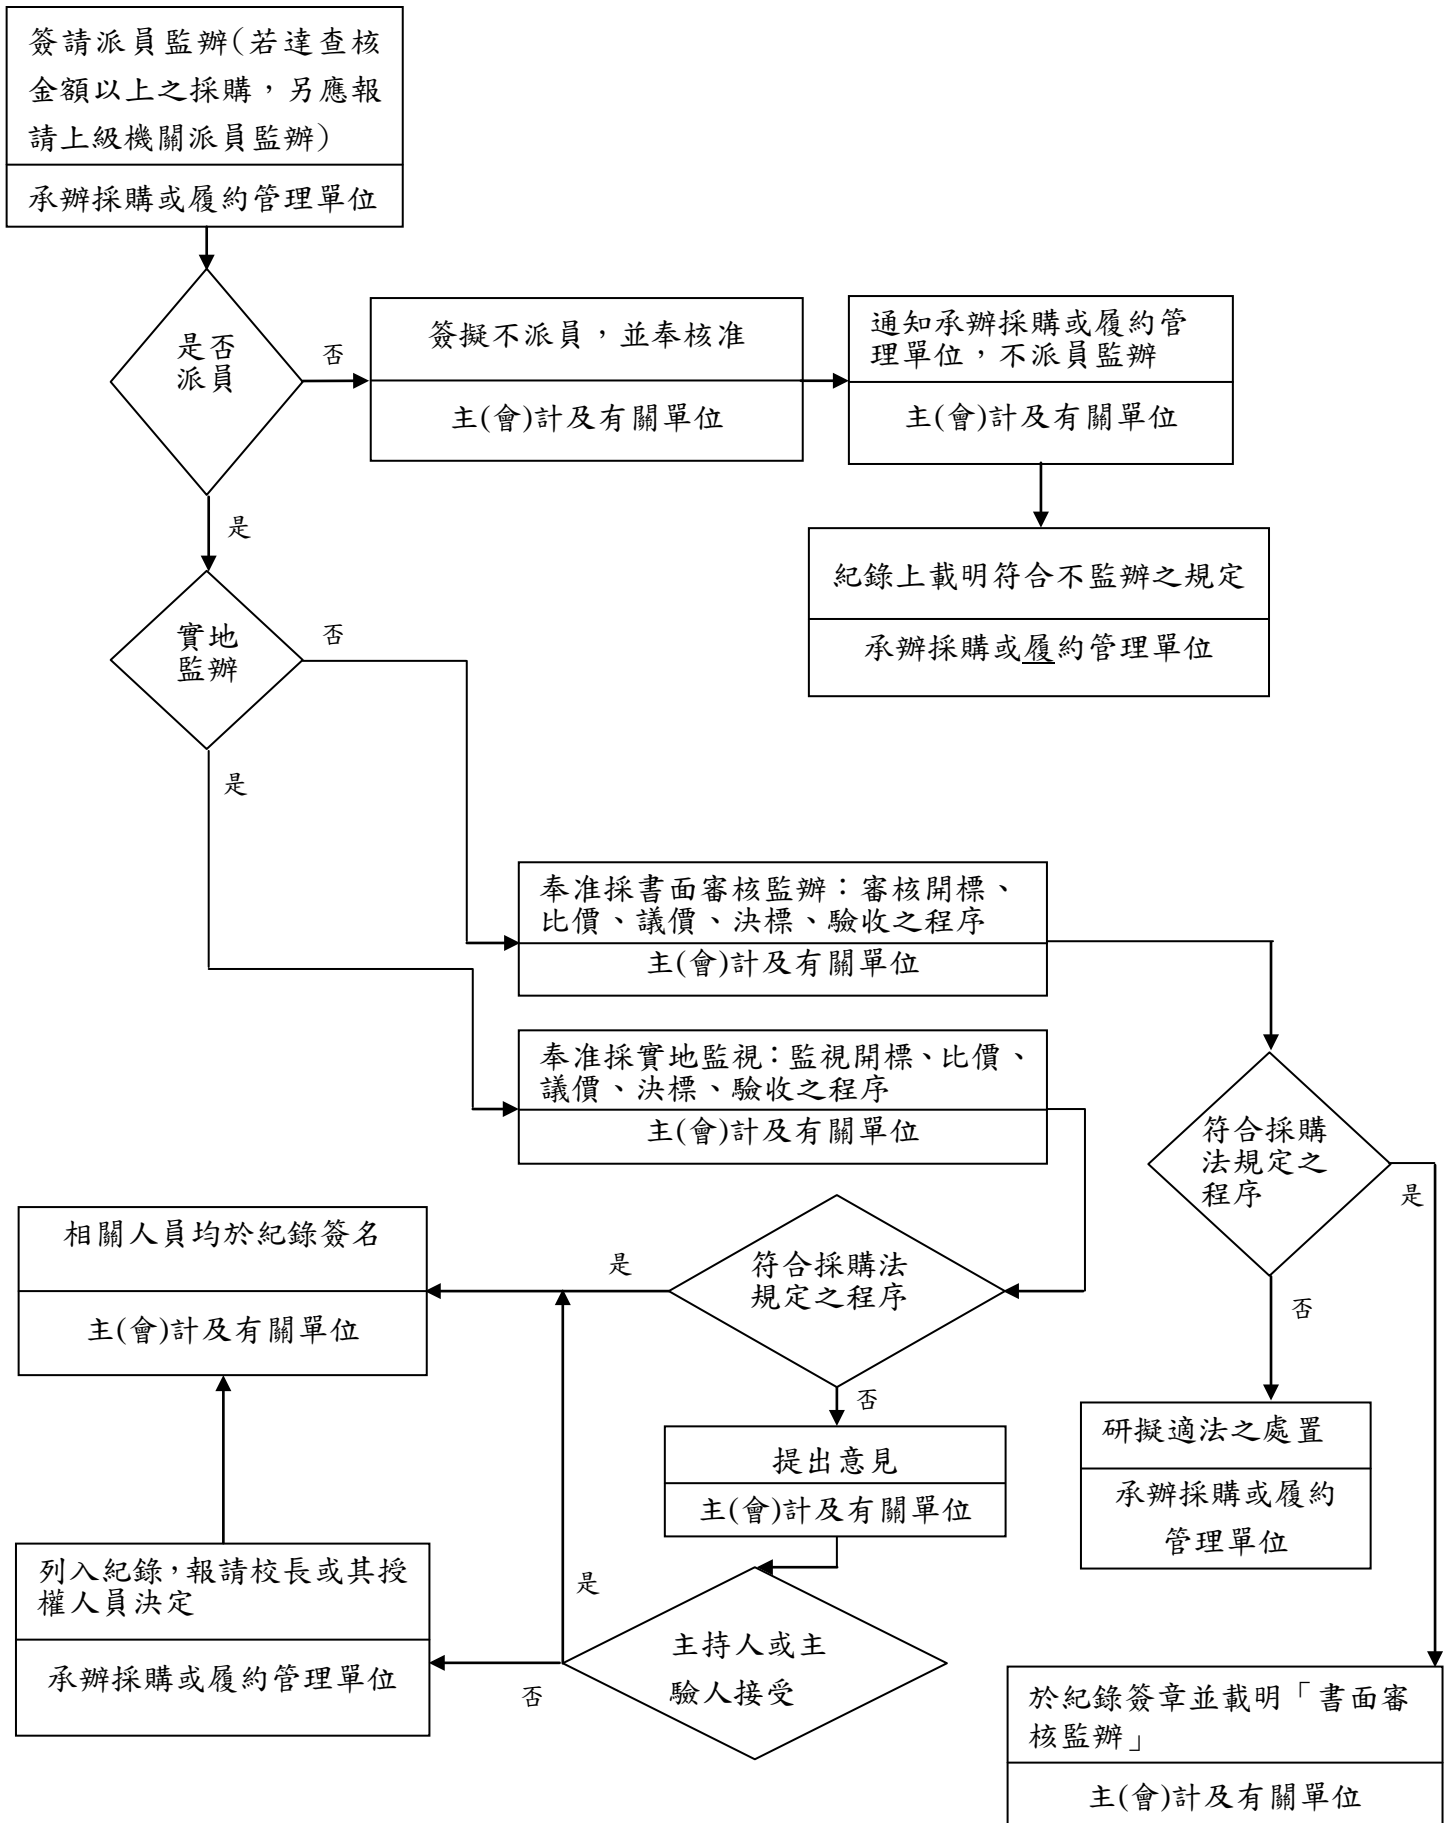 簽請派員監辦(若達查核
金額以上之採購，另應報
請上級機關派員監辦)
承辦採購或履約管理單位
是否
派員
否
簽擬不派員，並奉核准
主(會)計及有關單位
通知承辦採購或履約管
理單位，不派員監辦
主(會)計及有關單位
是
紀錄上載明符合不監辦之規定
承辦採購或履約管理單位
實地
監辦
否
是
奉准採書面審核監辦：審核開標、
比價、議價、決標、驗收之程序
主(會)計及有關單位
奉准採實地監視：監視開標、比價、
議價、決標、驗收之程序
主(會)計及有關單位
符合採購
法規定之
程序
是
否
相關人員均於紀錄簽名
主(會)計及有關單位
是
符合採購法
規定之程序
否
提出意見
主(會)計及有關單位
研擬適法之處置
承辦採購或履約
管理單位
列入紀錄，報請校長或其授
權人員決定
承辦採購或履約管理單位
是
主持人或主
驗人接受
否
於紀錄簽章並載明「書面審
核監辦」
主(會)計及有關單位